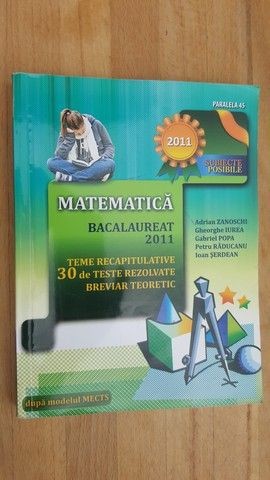 PARALELA 45
2011
SUBIECTE
POSIBILE
MATEMATICĂ
BACALAUREAT
2011
TEME RECAPITULATIVE
30 de TESTE REZOLVATE
BREVIAR TEORETIC
Adrian ZANOSCHI
Gheorghe IUREA
Gabriel POPA
Petru RĂDUCANU
Ioan ȘERDEAN
după modelul MECTS